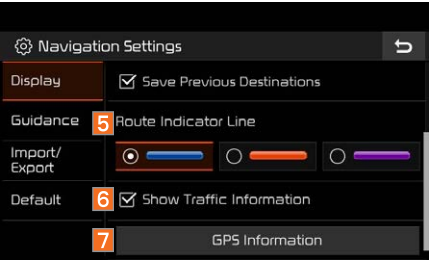 Navigation Settings
Display
Save Previous Destinations
Guidance
5 Route Indicator Line
Import/
Export
Default
6 Show Traffic Information
7 GPS Information